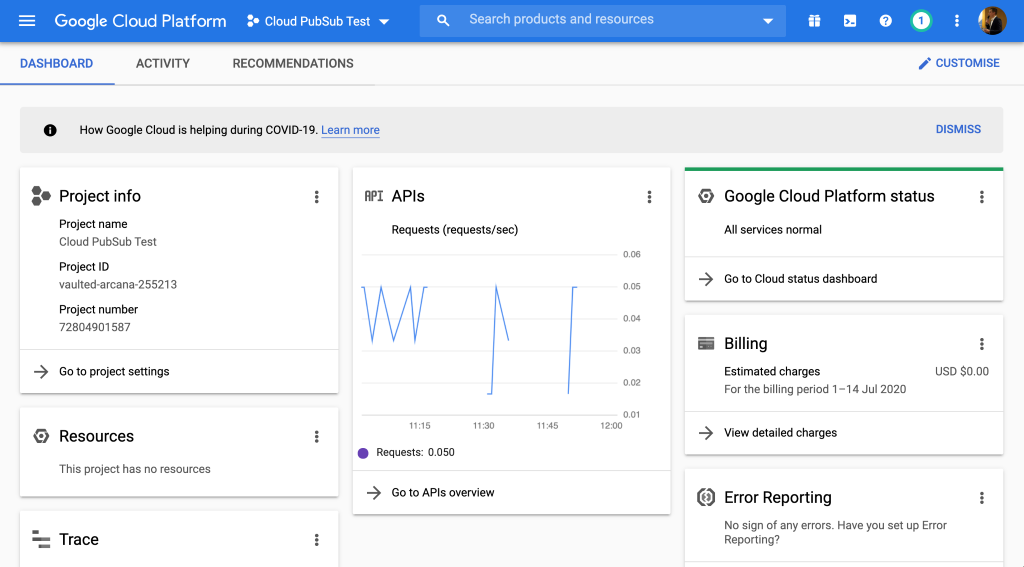 Google Cloud Platform
Cloud PubSub Test
Search products and resources
1
DASHBOARD
ACTIVITY
RECOMMENDATIONS
CUSTOMISE
How Google Cloud is helping during COVID-19. Learn more
DISMISS
Project info
Project name
Cloud PubSub Test
Project ID
vaulted-arcana-255213
Project number
72804901587
Go to project settings
Resources
This project has no resources
Trace
API APIs
Requests (requests/sec)
0.06
0.05
0.04
0.03
0.02
0.01
11:15 11:30 11:45 12:00
Requests: 0.050
Go to APIs overview
Google Cloud Platform status
All services normal
Go to Cloud status dashboard
Billing
Estimated charges USD $0.00
For the billing period 1–14 Jul 2020
View detailed charges
Error Reporting
No sign of any errors. Have you set up Error
Reporting?